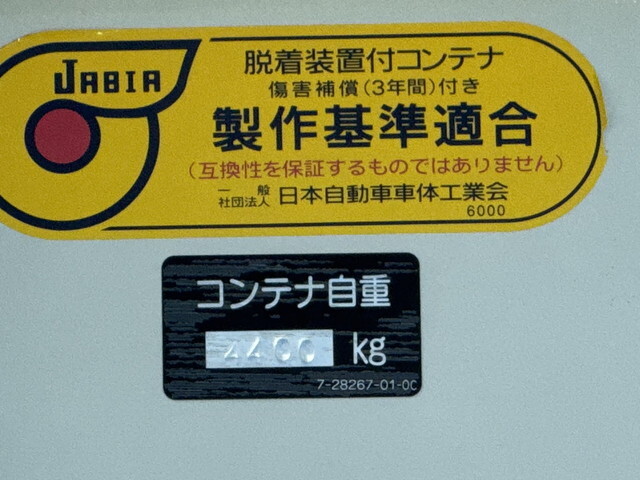 JABIA
脱着装置付コンテナ
傷害補償(3年間)付き
製作基準適合
(互換性を保証するものではありません)
一般社団法人 日本自動車車体工業会
6000
コンテナ自重
4400 kg
7-28267-01-0C